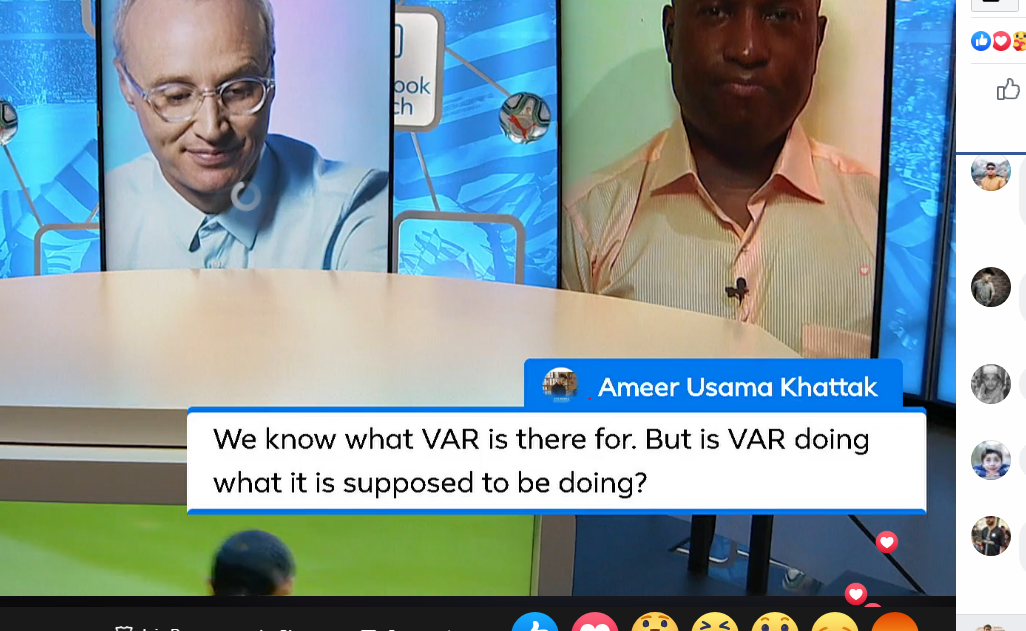 ook
ch
Ameer Usama Khattak
We know what VAR is there for. But is VAR doing
what it is supposed to be doing?